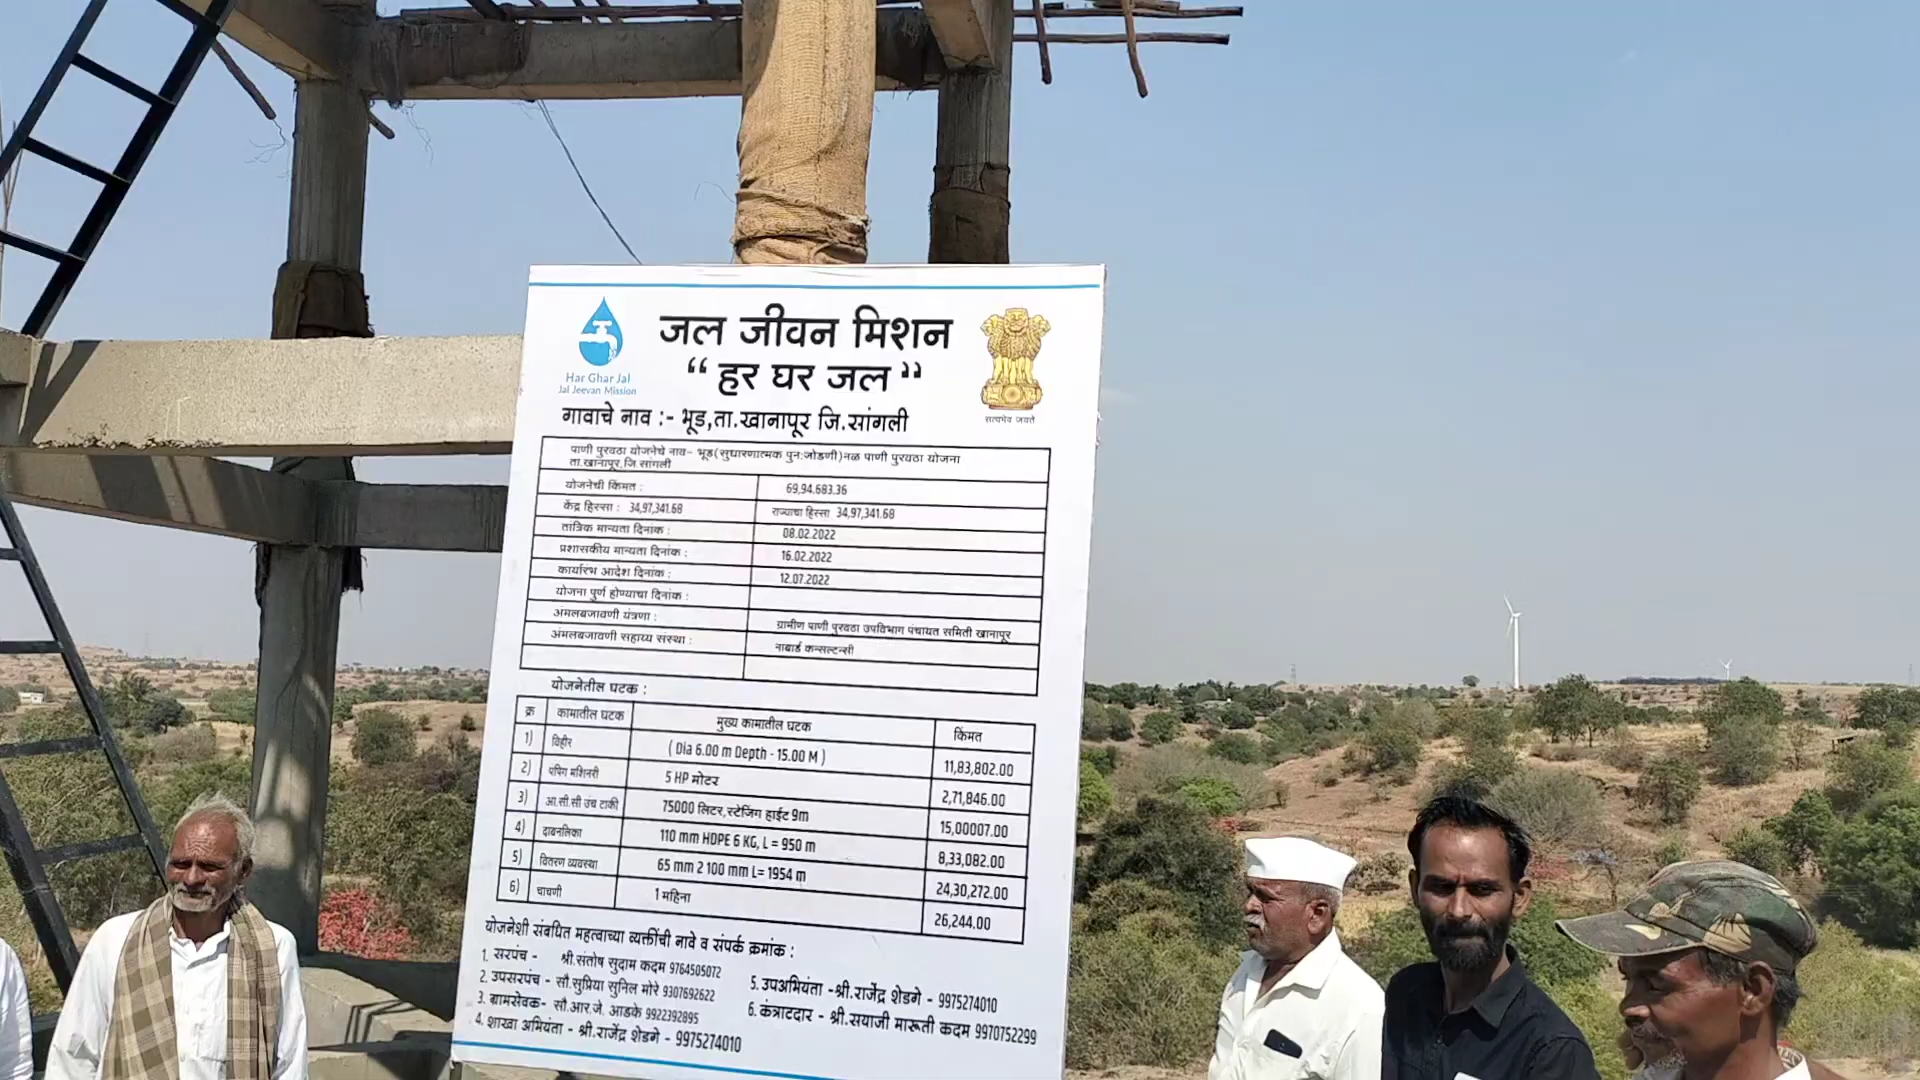 Har Ghar Jal
Jal Jeevan Mission
जल जीवन मिशन
“ हर घर जल ”
सत्यमेव जयते
गावाचे नाव :- भूड,ता.खानापूर जि.सांगली
पाणी पुरवठा योजनेचे नाव- भूड(सुधारणात्मक पुन:जोडणी)नळ पाणी पुरवठा योजना
ता.खानापूर,जि.सांगली
योजनेची किंमत : 69,94.683.36
केंद्र हिस्सा : 34,97,341.68 राज्याचा हिस्सा 34,97,341.68
तांत्रिक मान्यता दिनांक : 08.02.2022
प्रशासकीय मान्यता दिनांक : 16.02.2022
कार्यारंभ आदेश दिनांक : 12.07.2022
योजना पुर्ण होण्याचा दिनांक :
अंमलबजावणी यंत्रणा : ग्रामीण पाणी पुरवठा उपविभाग पंचायत समिती खानापूर
अंमलबजावणी सहाय्य संस्था : नाबार्ड कन्सल्टन्सी
योजनेतील घटक :
क्र कामातील घटक मुख्य कामातील घटक किंमत
1) विहीर ( Dia 6.00 m Depth - 15.00 M ) 11,83,802.00
2) पंपिग मशिनरी 5 HP मोटर 2,71,846.00
3) आ.सी.सी उंच टाकी 75000 लिटर,स्टेजिंग हाईट 9m 15,00007.00
4) दाबनलिका 110 mm HDPE 6 KG, L = 950 m 8,33,082.00
5) वितरण व्यवस्था 65 mm 2 100 mm L= 1954 m 24,30,272.00
6) चाचणी 1 महिना 26,244.00
योजनेशी संबंधित महत्वाच्या व्यक्तींची नावे व संपर्क क्रमांक :
1. सरपंच - श्री.संतोष सुदाम कदम 9764505072
2. उपसरपंच - सौ.सुप्रिया सुनिल मोरे 9307692622
3. ग्रामसेवक- सौ.आर.जे. आडके 9922392895
4. शाखा अभियंता - श्री.राजेंद्र शेडगे - 9975274010
5. उपअभियंता -श्री.राजेंद्र शेडगे - 9975274010
6. कंत्राटदार - श्री.सयाजी मारूती कदम 9970752299